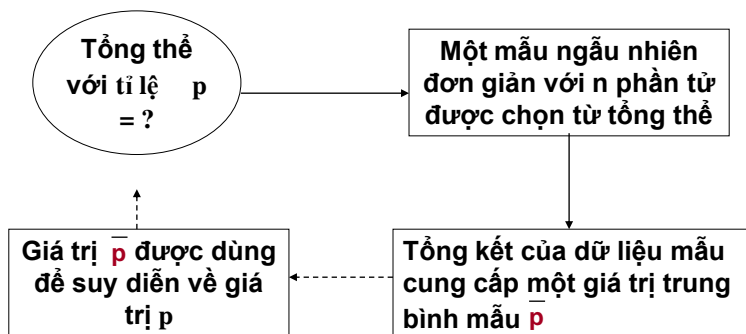 Tổng thể
với tỉ lệ p
= ?
Một mẫu ngẫu nhiên
đơn giản với n phần tử
được chọn từ tổng thể
Tổng kết của dữ liệu mẫu
cung cấp một giá trị trung
bình mẫu p̅
Giá trị p̅ được dùng
để suy diễn về giá
trị p